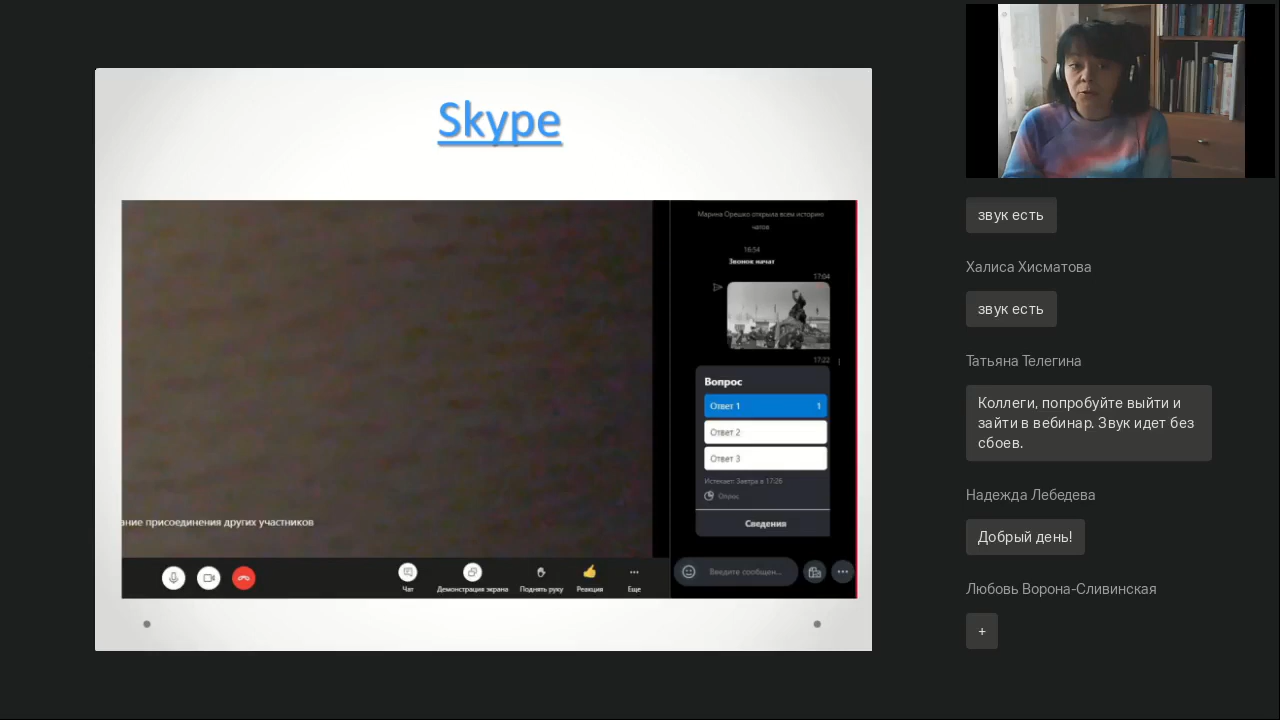 Skype
Марина Орешко открыла всем историю
чатов
16:54
Звонок начат
17:04
17:22
Вопрос
Ответ 1 1
Ответ 2
Ответ 3
Истекает: Завтра в 17:26
Опрос
Сведения
ание присоединения других участников
Чат
Демонстрация экрана
Поднять руку
Реакция
Еще
Введите сообщен...
звук есть
Халиса Хисматова
звук есть
Татьяна Телегина
Коллеги, попробуйте выйти и
зайти в вебинар. Звук идет без
сбоев.
Надежда Лебедева
Добрый день!
Любовь Ворона-Сливинская
+